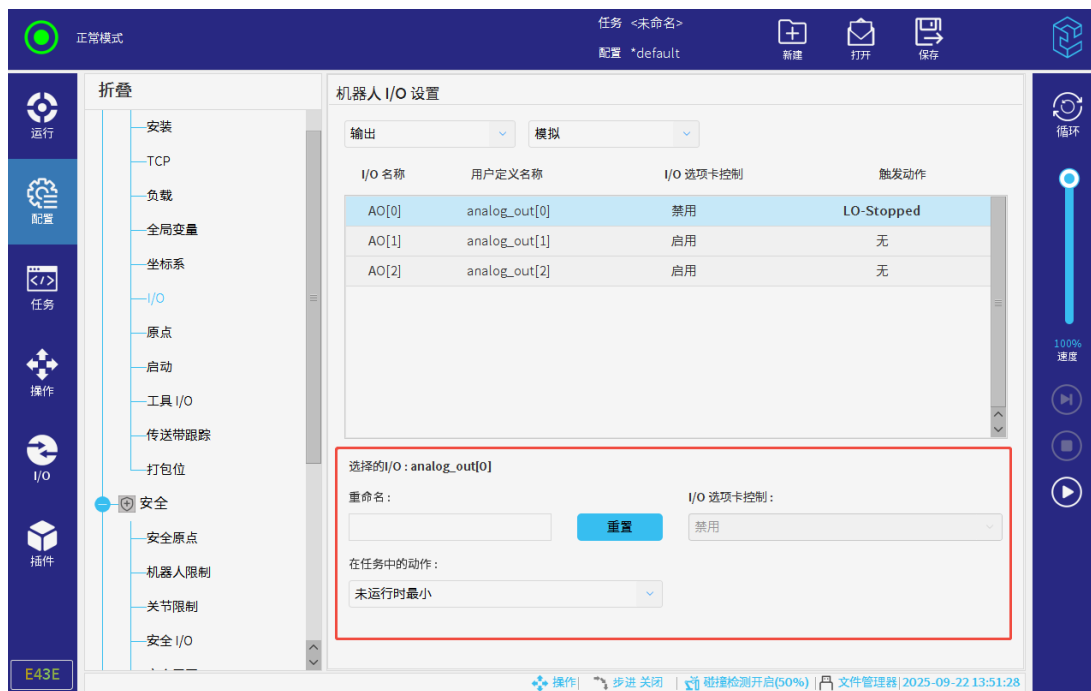 正常模式
任务 <未命名>
配置 *default
新建
打开
保存
运行
配置
任务
操作
I/O
插件
E43E
折叠
安装
TCP
负载
全局变量
坐标系
I/O
原点
启动
工具 I/O
传送带跟踪
打包位
安全
安全原点
机器人限制
关节限制
安全 I/O
机器人 I/O 设置
输出 模拟
I/O 名称 用户定义名称 I/O 选项卡控制 触发动作
AO[0] analog_out[0] 禁用 LO-Stopped
AO[1] analog_out[1] 启用 无
AO[2] analog_out[2] 启用 无
选择的I/O : analog_out[0]
重命名 : I/O 选项卡控制 :
重置 禁用
在任务中的动作 :
未运行时最小
循环
100%
速度
操作 步进 关闭 碰撞检测开启(50%) 文件管理器 2025-09-22 13:51:28